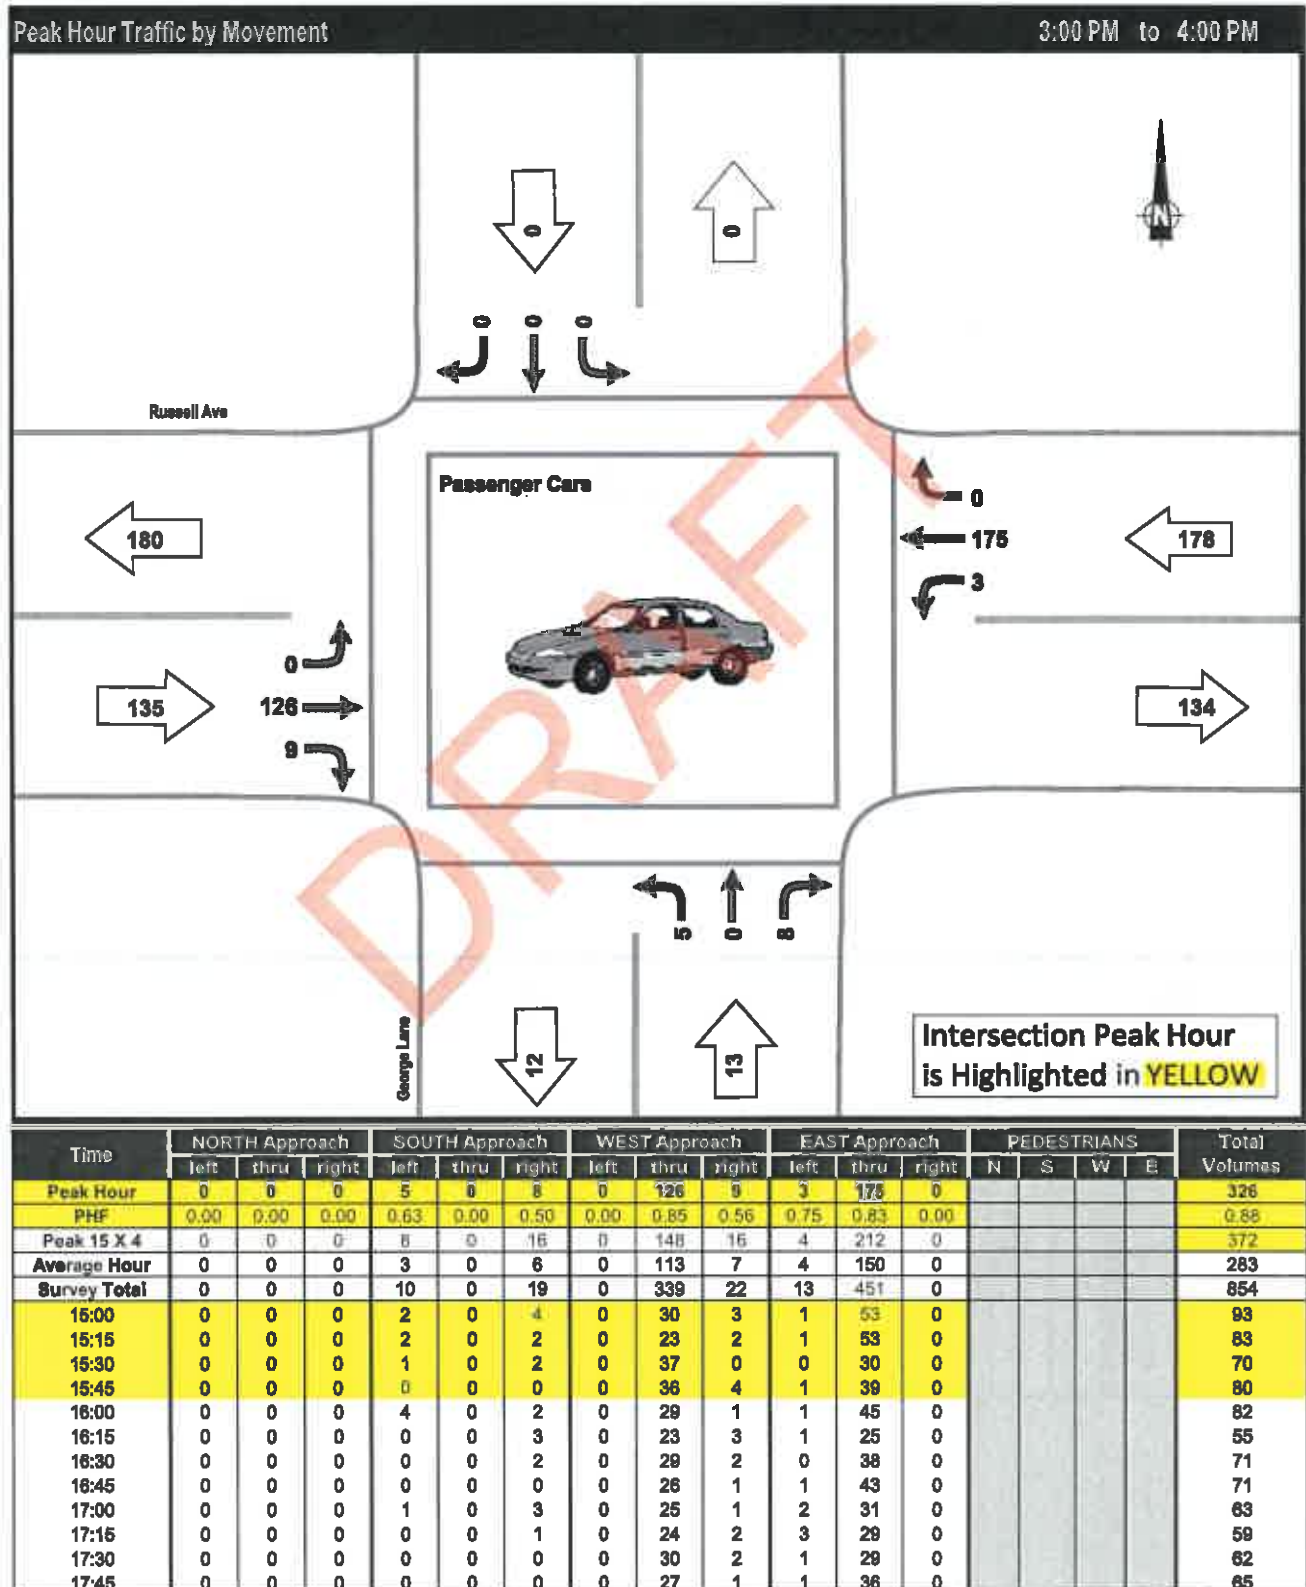 Peak Hour Traffic by Movement 3:00 PM to 4:00 PM
0 0
N
0 0 0
Russell Ave
Passenger Cars
0
180
175
178
3
0
135
126
134
9
DRAFT
5 0 8
George Lane
12
13
Intersection Peak Hour
is Highlighted in YELLOW
Time NORTH Approach SOUTH Approach WEST Approach EAST Approach PEDESTRIANS Total
left thru right left thru right left thru right left thru right N S W E Volumes
Peak Hour 0 0 0 5 0 8 0 126 9 3 175 0 326
PHF 0.00 0.00 0.00 0.63 0.00 0.50 0.00 0.85 0.56 0.75 0.83 0.00 0.88
Peak 15 X 4 0 0 0 8 0 16 0 148 16 4 212 0 372
Average Hour 0 0 0 3 0 6 0 113 7 4 150 0 283
Survey Total 0 0 0 10 0 19 0 339 22 13 451 0 854
15:00 0 0 0 2 0 4 0 30 3 1 53 0 93
15:15 0 0 0 2 0 2 0 23 2 1 53 0 83
15:30 0 0 0 1 0 2 0 37 0 0 30 0 70
15:45 0 0 0 0 0 0 0 36 4 1 39 0 80
16:00 0 0 0 4 0 2 0 29 1 1 45 0 82
16:15 0 0 0 0 0 3 0 23 3 1 25 0 55
16:30 0 0 0 0 0 2 0 29 2 0 38 0 71
16:45 0 0 0 0 0 0 0 26 1 1 43 0 71
17:00 0 0 0 1 0 3 0 25 1 2 31 0 63
17:15 0 0 0 0 0 1 0 24 2 3 29 0 59
17:30 0 0 0 0 0 0 0 30 2 1 29 0 62
17:45 0 0 0 0 0 0 0 27 1 1 36 0 65